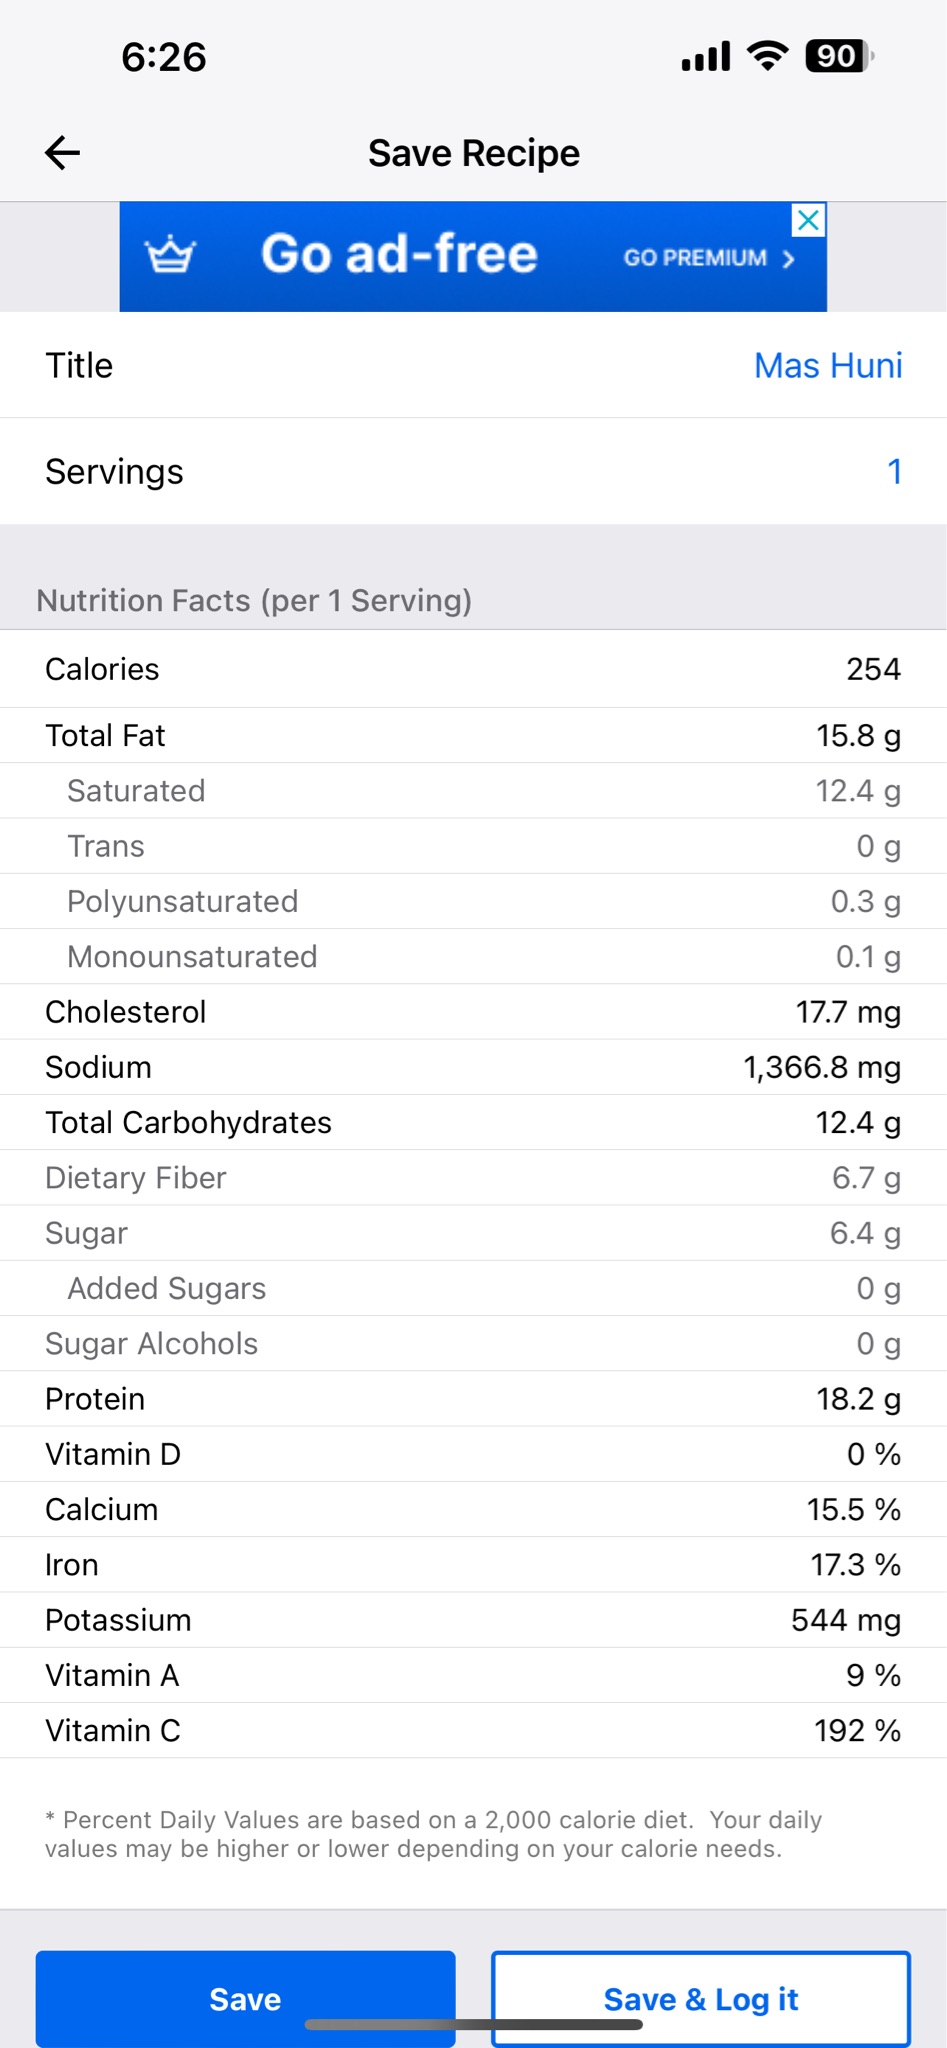 6:26
90
Save Recipe
Go ad-free
GO PREMIUM
Title
Mas Huni
Servings
1
Nutrition Facts (per 1 Serving)
Calories
254
Total Fat
15.8 g
Saturated
12.4 g
Trans
0 g
Polyunsaturated
0.3 g
Monounsaturated
0.1 g
Cholesterol
17.7 mg
Sodium
1,366.8 mg
Total Carbohydrates
12.4 g
Dietary Fiber
6.7 g
Sugar
6.4 g
Added Sugars
0 g
Sugar Alcohols
0 g
Protein
18.2 g
Vitamin D
0 %
Calcium
15.5 %
Iron
17.3 %
Potassium
544 mg
Vitamin A
9 %
Vitamin C
192 %
* Percent Daily Values are based on a 2,000 calorie diet.  Your daily
values may be higher or lower depending on your calorie needs.
Save
Save & Log it